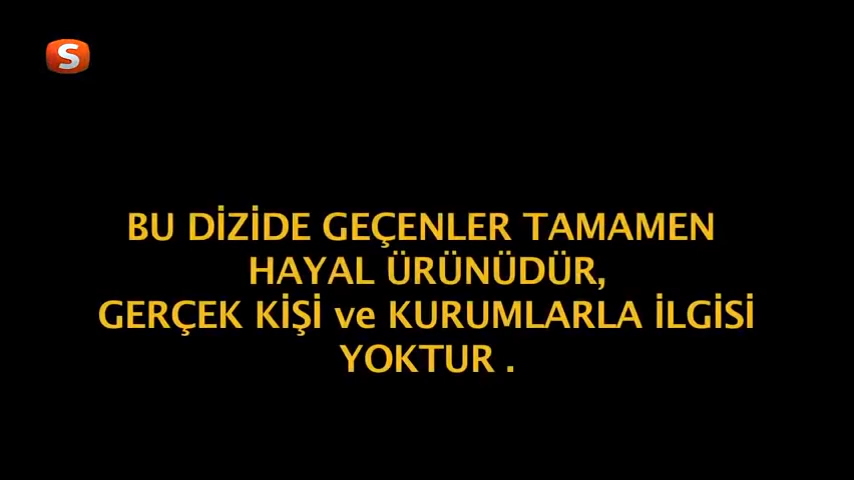 S
BU DİZİDE GEÇENLER TAMAMEN
HAYAL ÜRÜNÜDÜR,
GERÇEK KİŞİ ve KURUMLARLA İLGİSİ
YOKTUR .